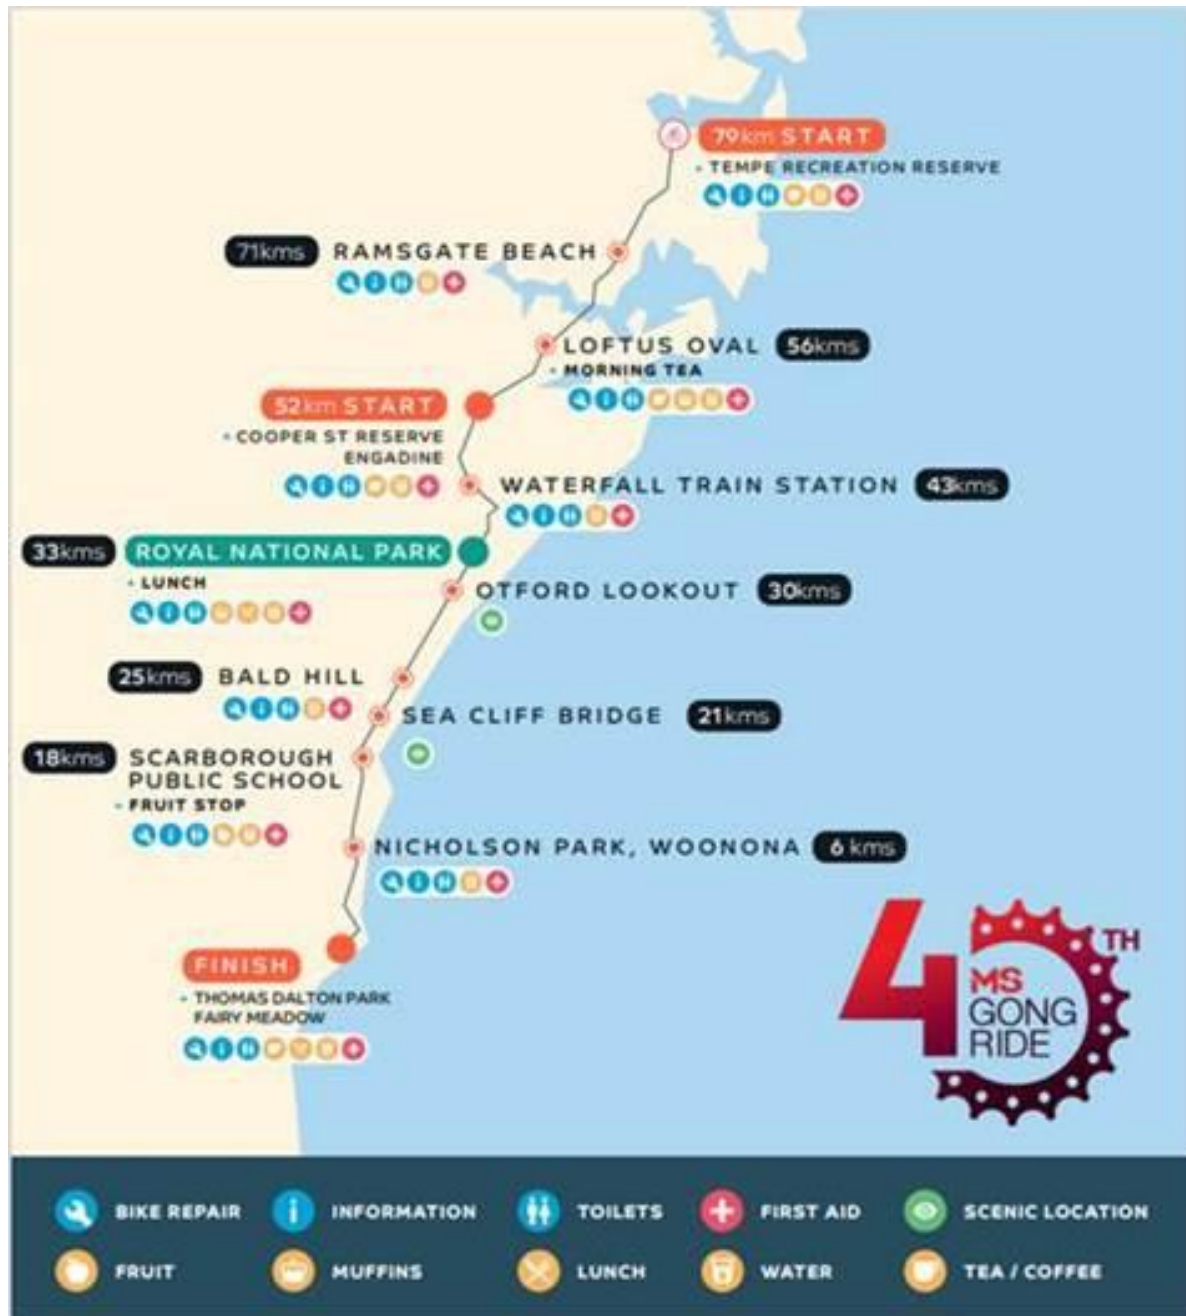 79km START
• TEMPE RECREATION RESERVE
71kms RAMSGATE BEACH
LOFTUS OVAL 56kms
• MORNING TEA
52km START
• COOPER ST RESERVE
ENGADINE
WATERFALL TRAIN STATION 43kms
33kms ROYAL NATIONAL PARK
• LUNCH
OTFORD LOOKOUT 30kms
25kms BALD HILL
SEA CLIFF BRIDGE 21kms
18kms SCARBOROUGH
PUBLIC SCHOOL
• FRUIT STOP
NICHOLSON PARK, WOONONA 6 kms
FINISH
• THOMAS DALTON PARK
FAIRY MEADOW
40TH
MS
GONG
RIDE
BIKE REPAIR INFORMATION TOILETS FIRST AID SCENIC LOCATION
FRUIT MUFFINS LUNCH WATER TEA / COFFEE